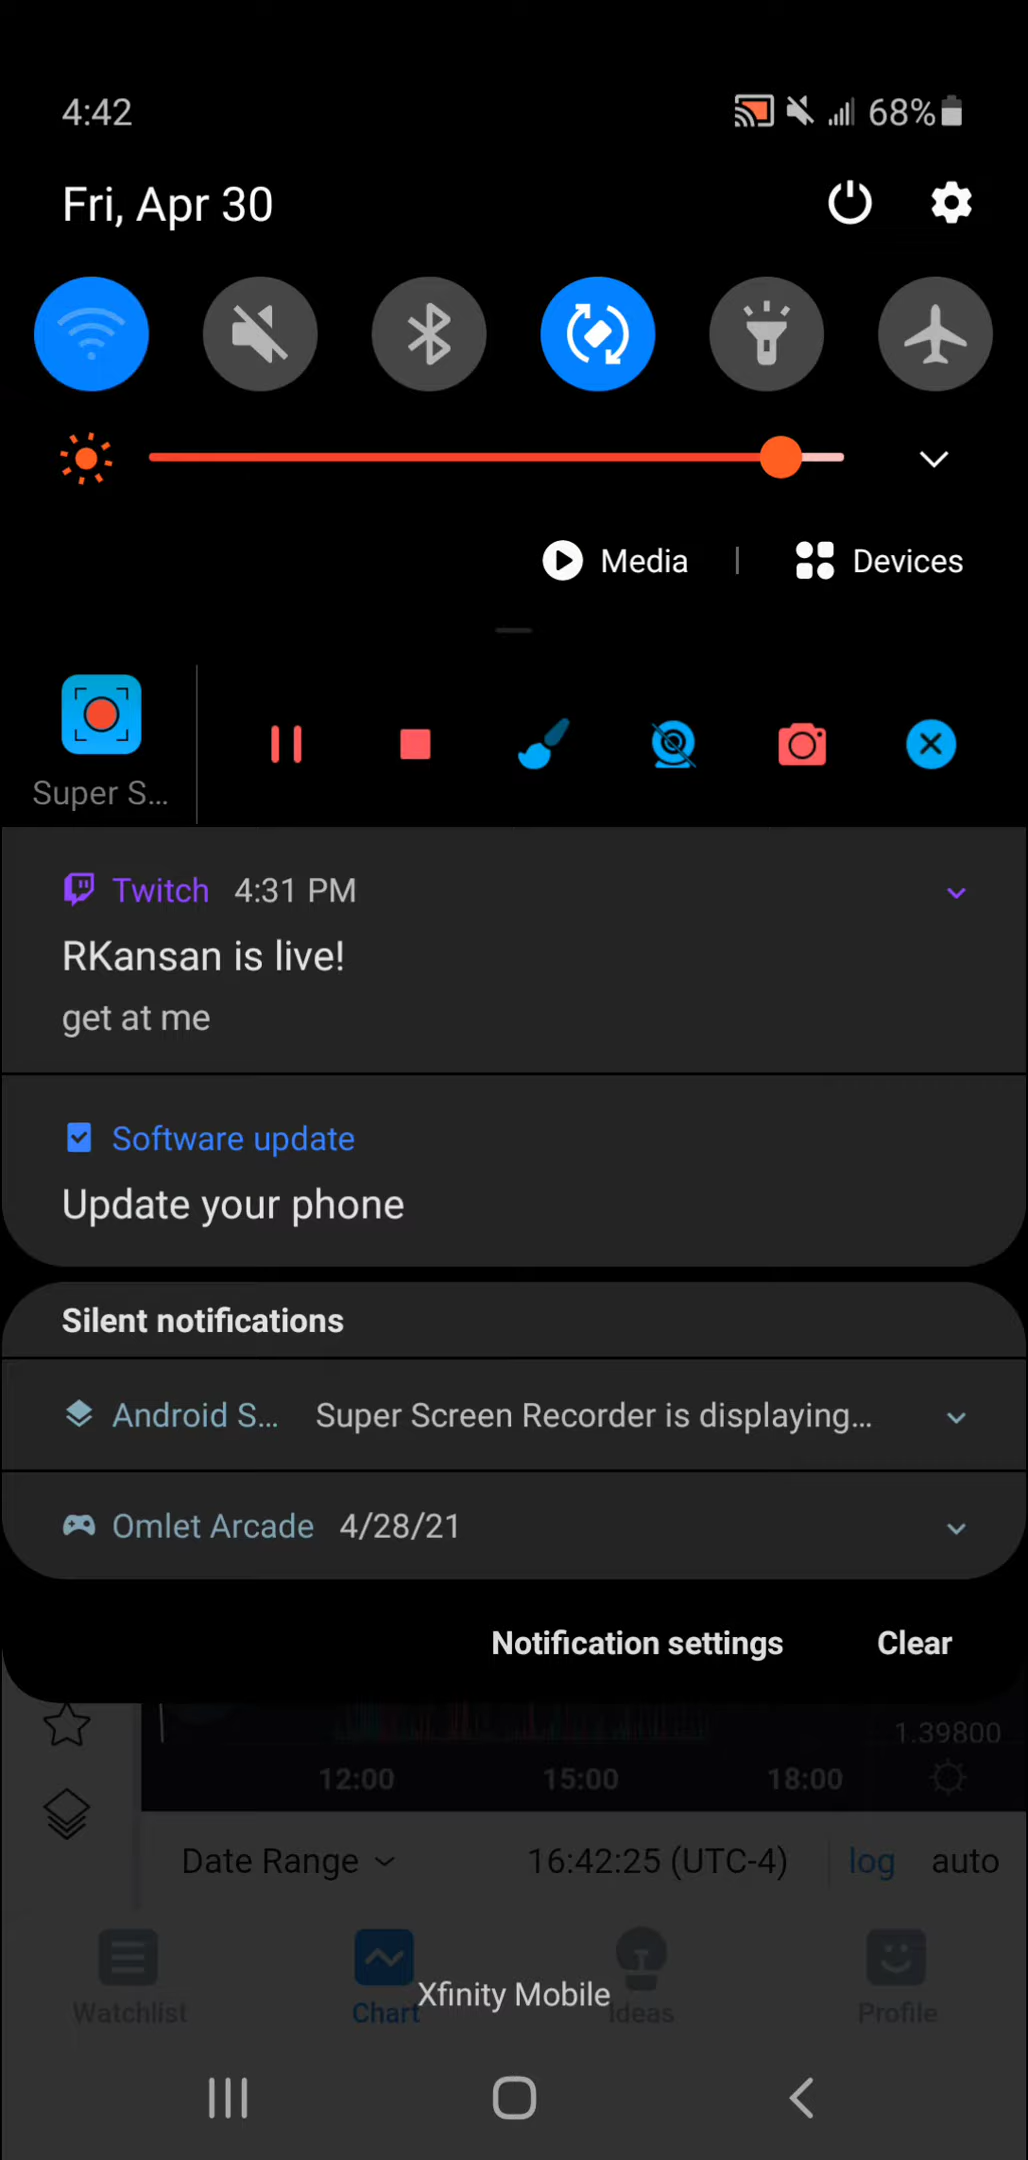 4:42
68%
Fri, Apr 30
Media | Devices
Super S...
Twitch 4:31 PM
RKansan is live!
get at me
Software update
Update your phone
Silent notifications
Android S... Super Screen Recorder is displaying...
Omlet Arcade 4/28/21
Notification settings Clear
1.39800
12:00 15:00 18:00
Date Range 16:42:25 (UTC-4) log auto
Xfinity Mobile
Watchlist Chart Ideas Profile